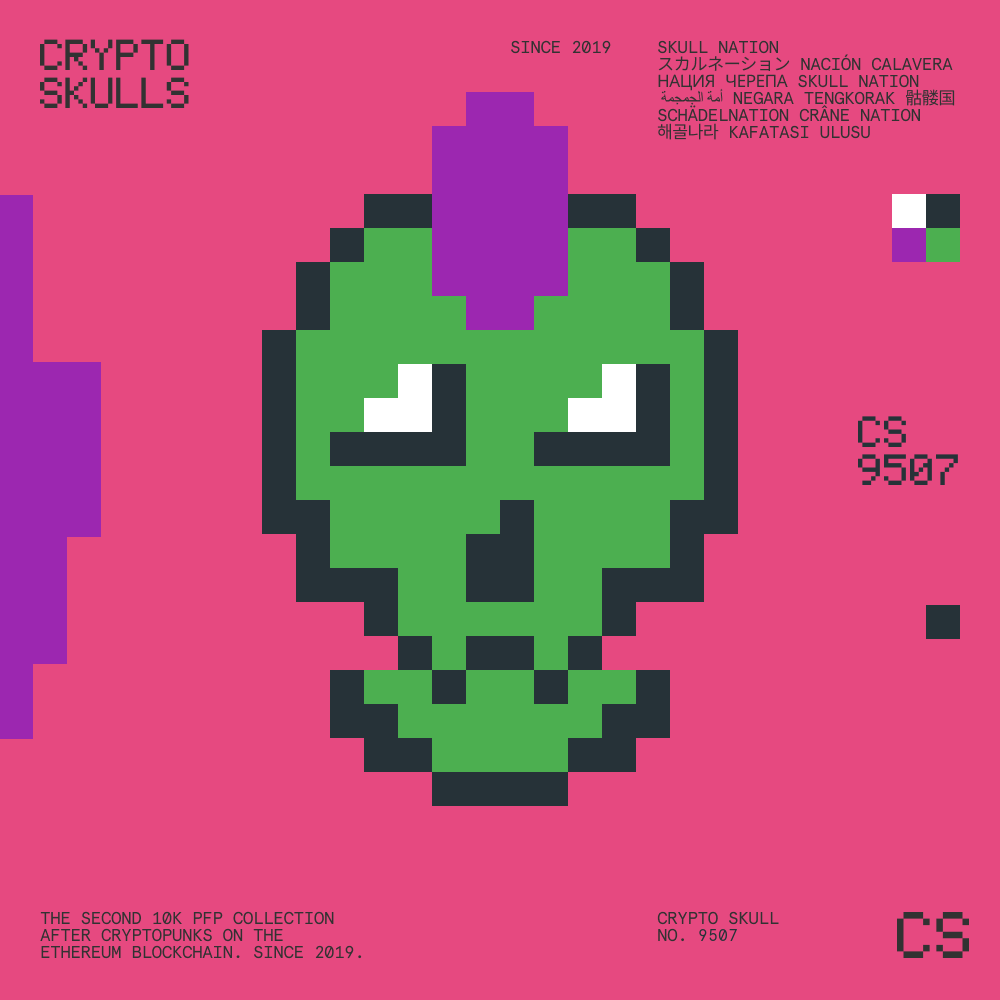 CRYPTO
SKULLS
SINCE 2019
SKULL NATION
スカルネーション NACIÓN CALAVERA
НАЦИЯ ЧЕРЕПА SKULL NATION
أمة الجمجمة NEGARA TENGKORAK 骷髅国
SCHÄDELNATION CRÂNE NATION
해골나라 KAFATASI ULUSU
CS
9507
THE SECOND 10K PFP COLLECTION
AFTER CRYPTOPUNKS ON THE
ETHEREUM BLOCKCHAIN. SINCE 2019.
CRYPTO SKULL
NO. 9507
CS